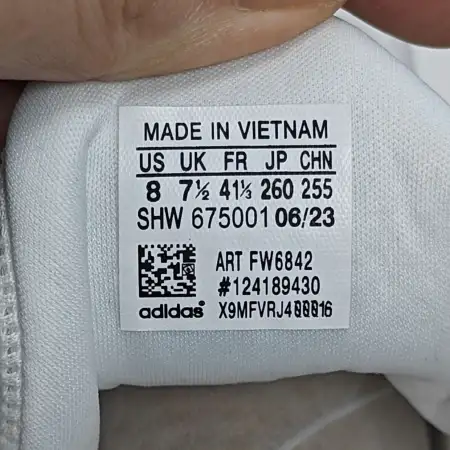 MADE IN VIETNAM
US UK FR JP CHN
8 7½ 41⅓ 260 255
SHW 675001 06/23
ART FW6842
#124189430
adidas® X9MFVRJ400016